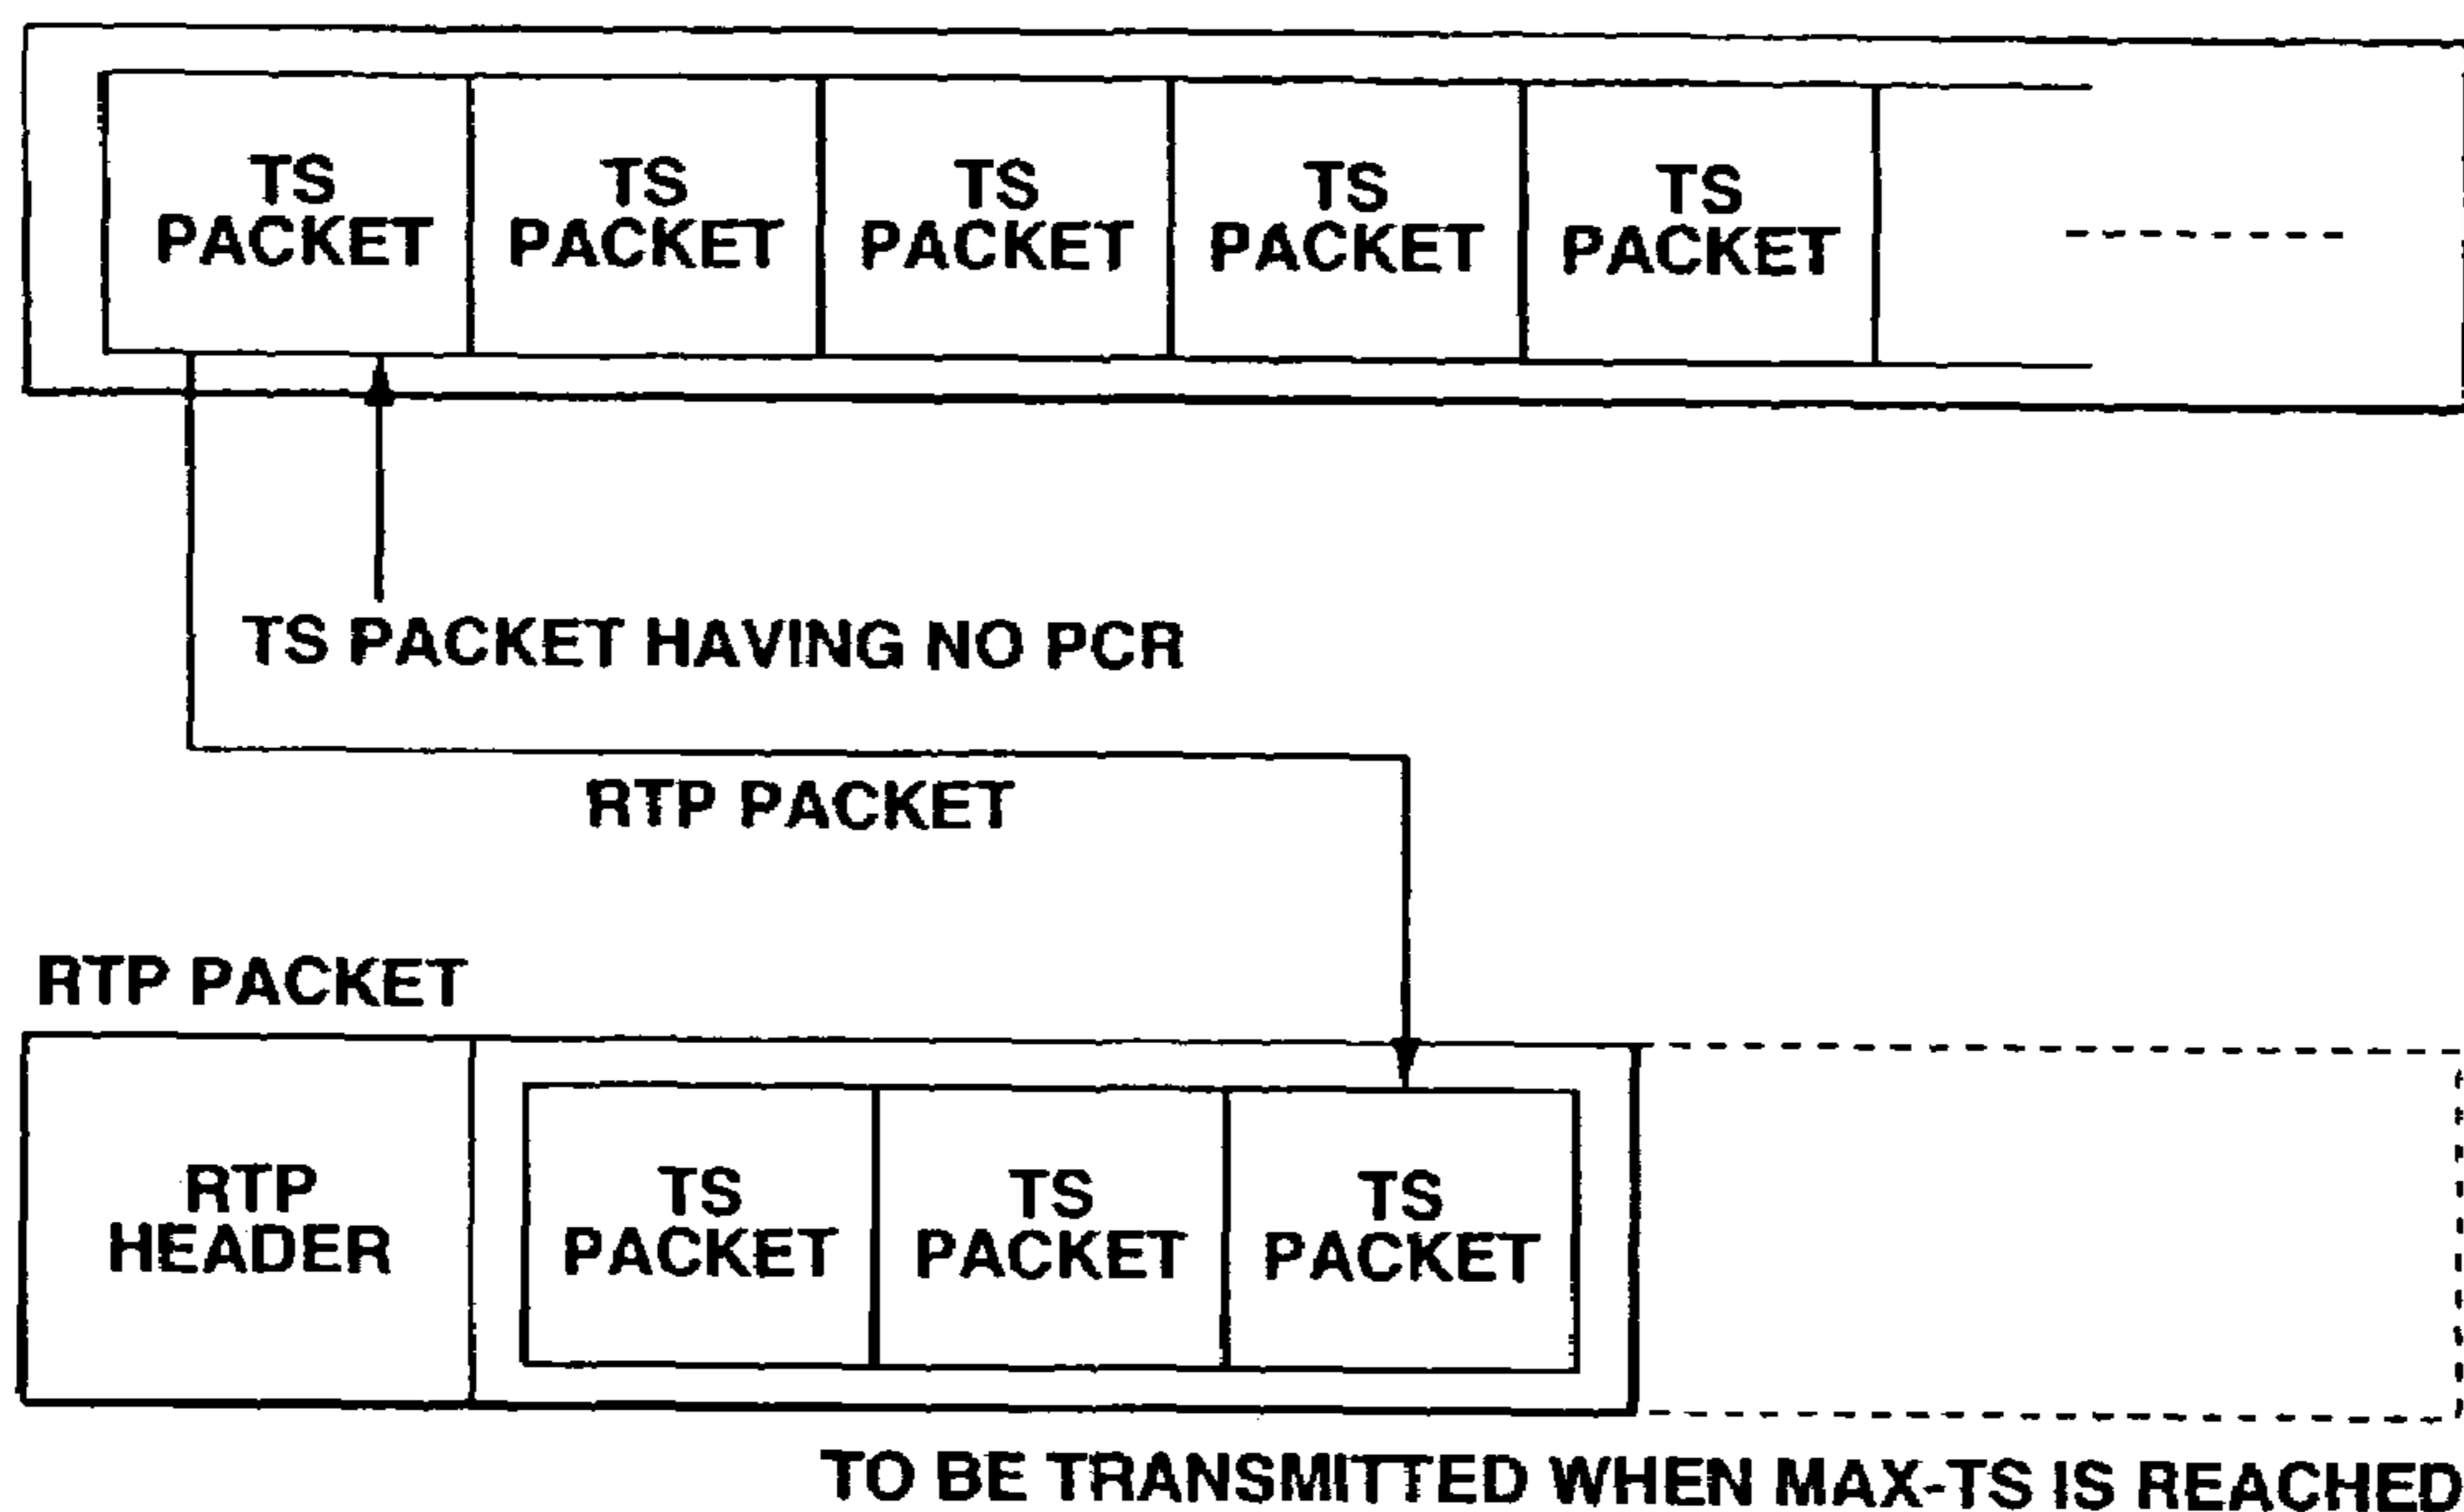 TS PACKET
TS PACKET
TS PACKET
TS PACKET
TS PACKET
TS PACKET HAVING NO PCR
RTP PACKET
RTP PACKET
RTP HEADER
TS PACKET
TS PACKET
TS PACKET
TO BE TRANSMITTED WHEN MAX-TS IS REACHED